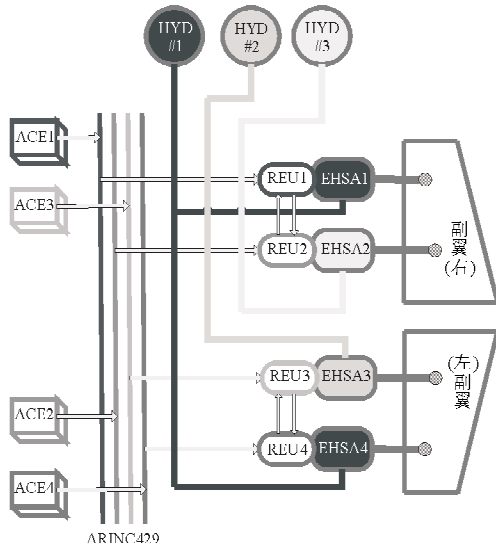 HYD
#1
HYD
#2
HYD
#3
ACE1
ACE3
REU1
EHSA1
REU2
EHSA2
副
翼
(右)
(左)
副
翼
REU3
EHSA3
ACE2
REU4
EHSA4
ACE4
ARINC429